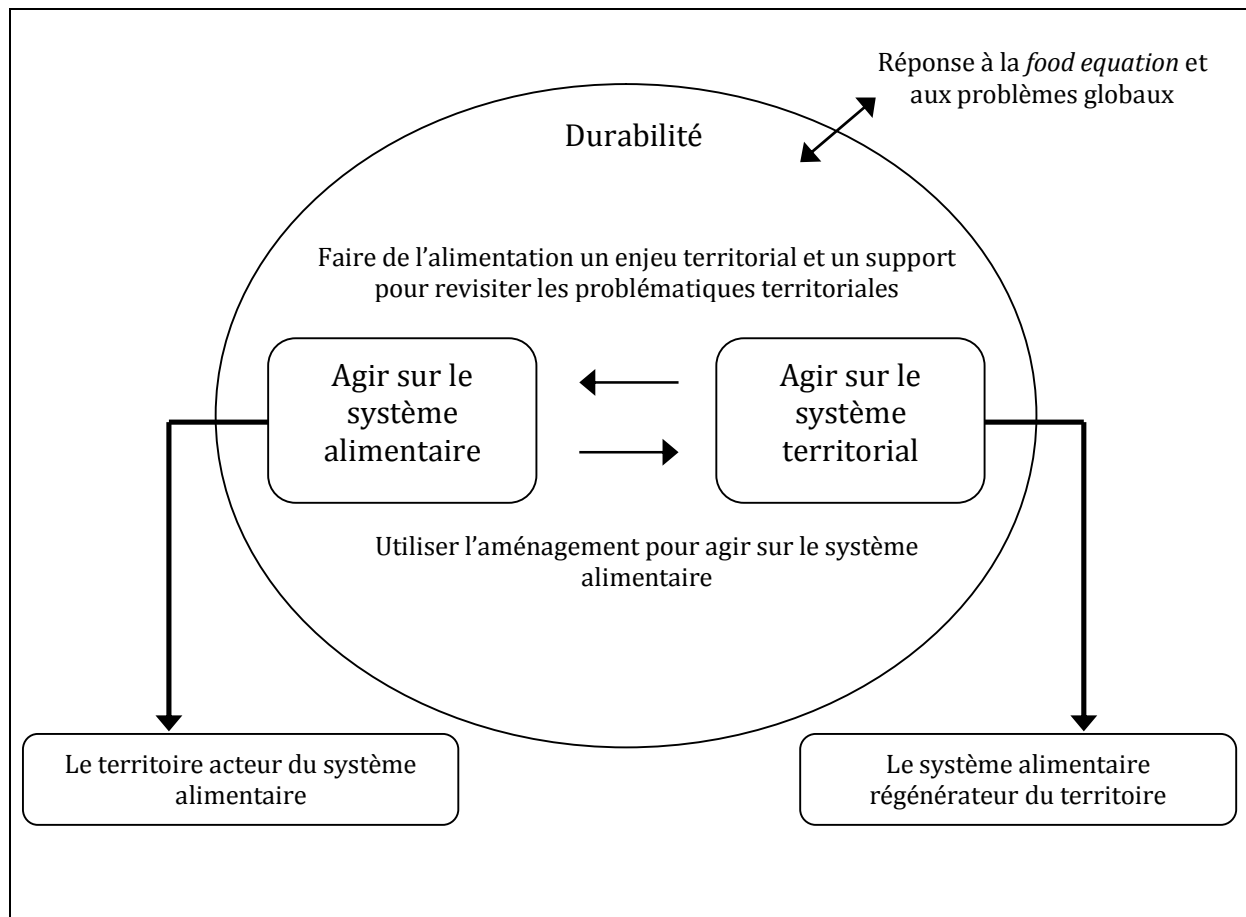 Réponse à la food equation et
aux problèmes globaux
Durabilité
Faire de l’alimentation un enjeu territorial et un support
pour revisiter les problématiques territoriales
Agir sur le
système
alimentaire
Agir sur le
système
territorial
Utiliser l’aménagement pour agir sur le système
alimentaire
Le territoire acteur du système
alimentaire
Le système alimentaire
régénérateur du territoire